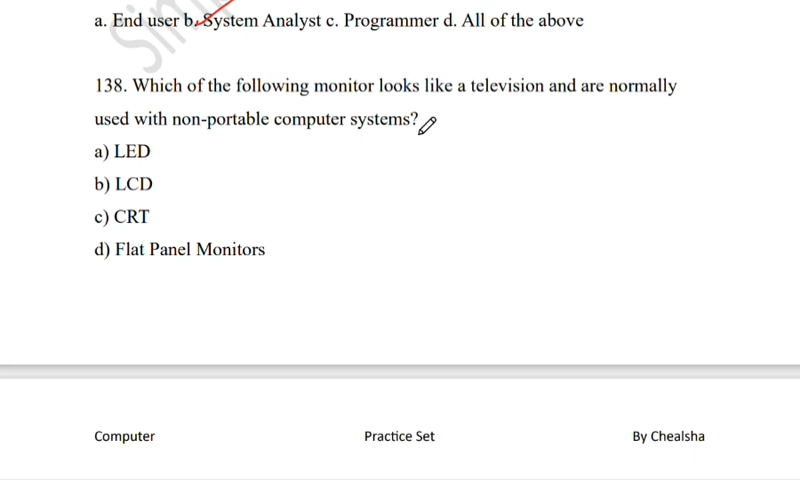 a. End user b. System Analyst c. Programmer d. All of the above
138. Which of the following monitor looks like a television and are normally
used with non-portable computer systems?
a) LED
b) LCD
c) CRT
d) Flat Panel Monitors
Computer Practice Set By Chealsha